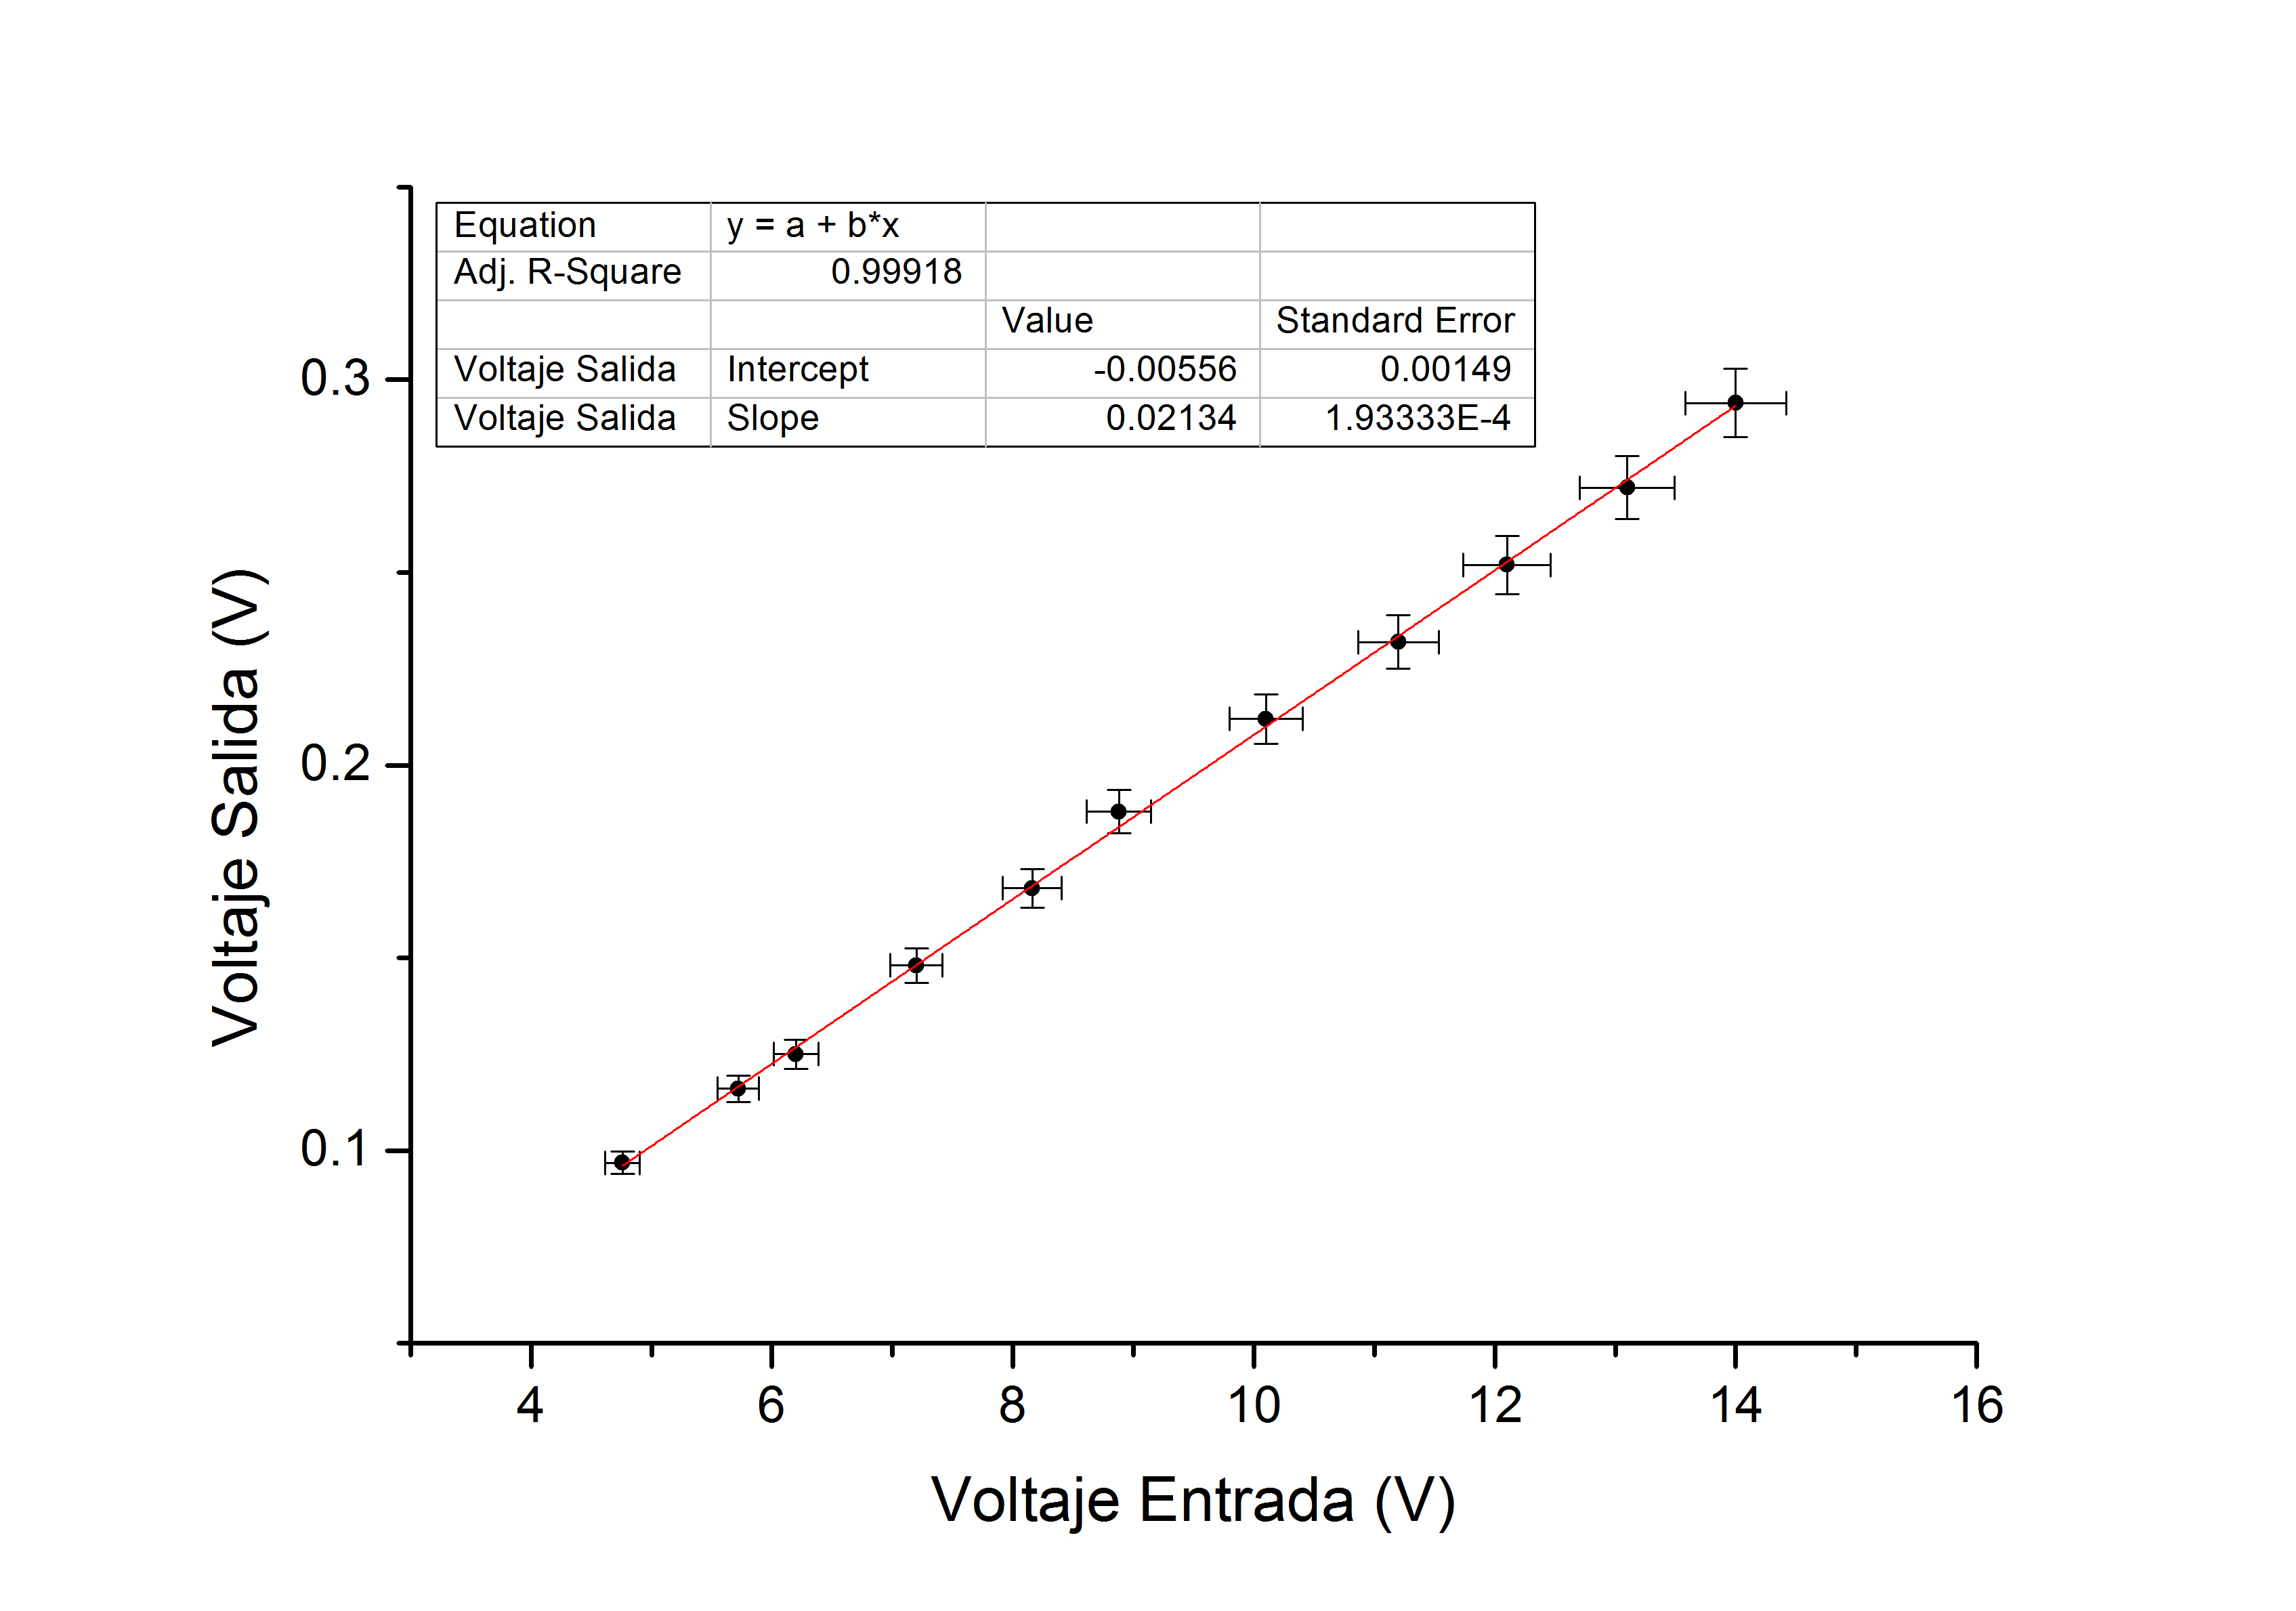 Equation y = a + b*x
Adj. R-Square 0.99918
Value Standard Error
Voltaje Salida Intercept -0.00556 0.00149
Voltaje Salida Slope 0.02134 1.93333E-4
0.3
0.2
0.1
Voltaje Salida (V)
4 6 8 10 12 14 16
Voltaje Entrada (V)